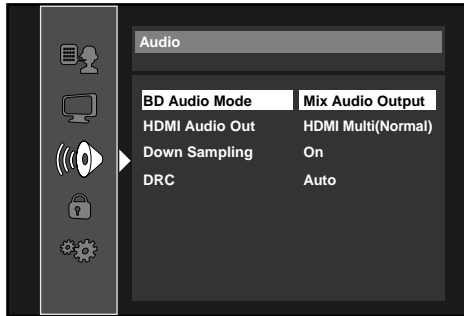 Audio
BD Audio Mode Mix Audio Output
HDMI Audio Out HDMI Multi(Normal)
Down Sampling On
DRC Auto